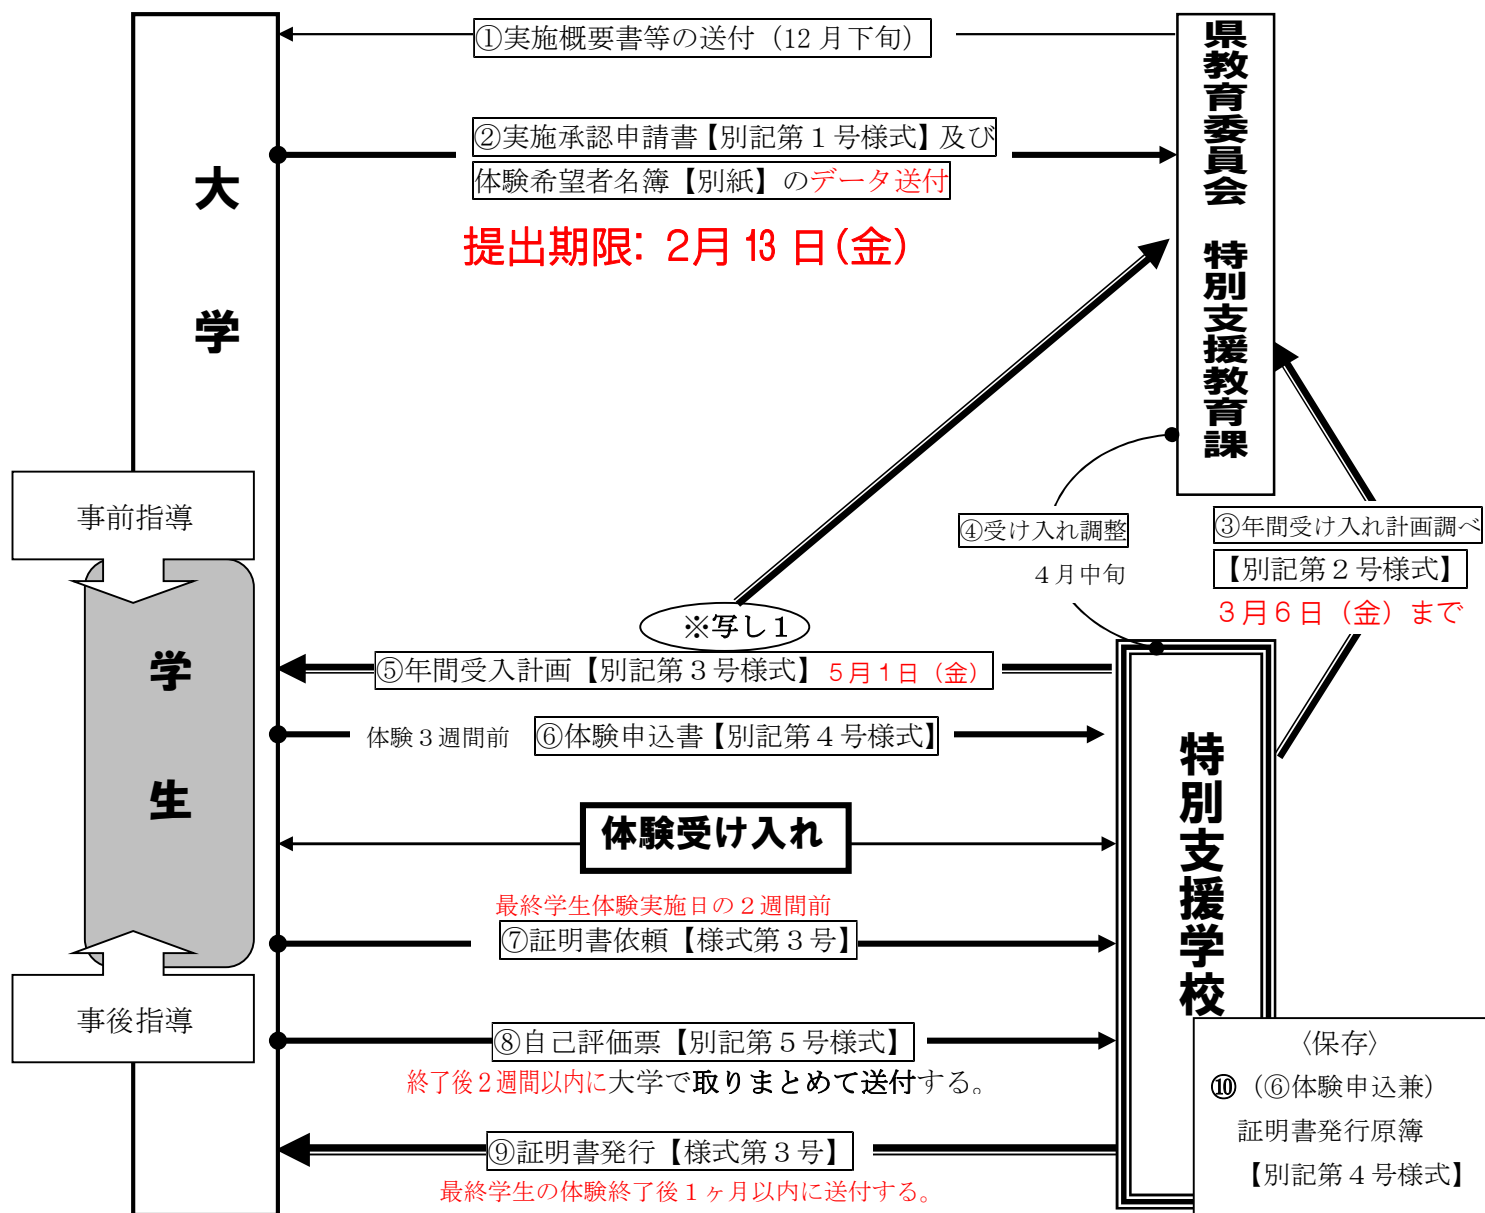 ①実施概要書等の送付（12 月下旬）
県教育委員会　特別支援教育課
大学
②実施承認申請書【別記第１号様式】及び
体験希望者名簿【別紙】のデータ送付
提出期限：2月 13 日(金)
事前指導
④受け入れ調整
４月中旬
③年間受け入れ計画調べ
【別記第２号様式】
３月６日（金）まで
※写し１
⑤年間受入計画【別記第３号様式】 ５月１日（金）
学生
体験３週間前 ⑥体験申込書【別記第４号様式】
特別支援学校
体験受け入れ
最終学生体験実施日の２週間前
⑦証明書依頼【様式第３号】
事後指導
⑧自己評価票【別記第５号様式】
終了後２週間以内に大学で取りまとめて送付する。
⑨証明書発行【様式第３号】
最終学生の体験終了後１ヶ月以内に送付する。
〈保存〉
⑩（⑥体験申込兼）
証明書発行原簿
【別記第４号様式】